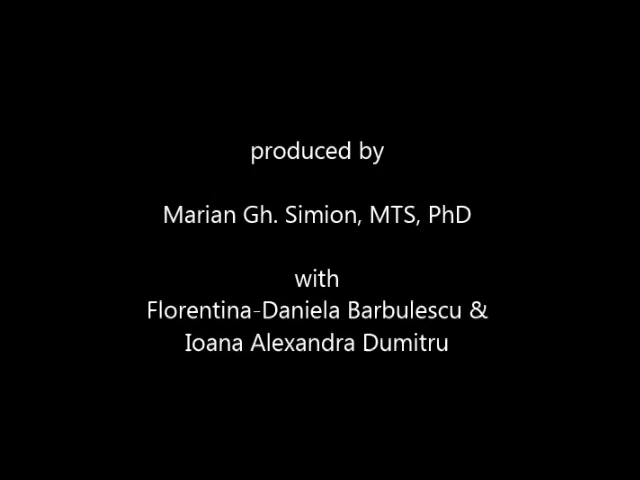 produced by
Marian Gh. Simion, MTS, PhD
with
Florentina-Daniela Barbulescu &
Ioana Alexandra Dumitru